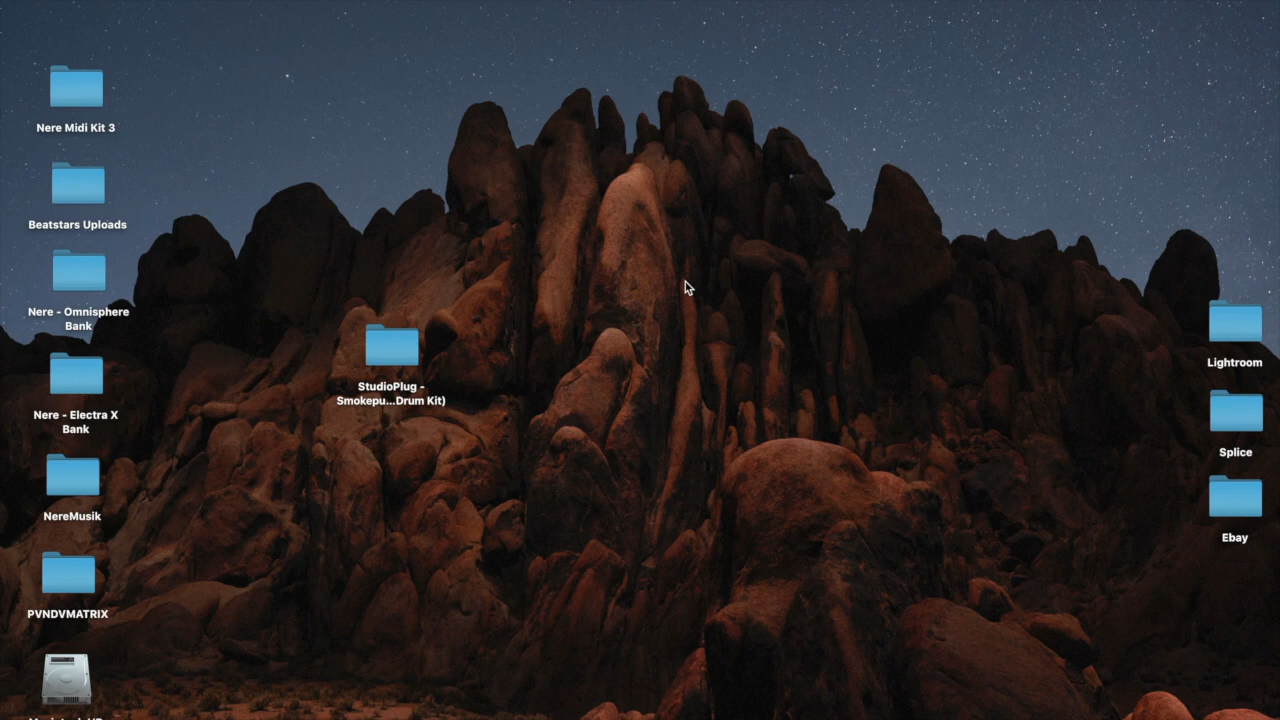 Nere Midi Kit 3
Beatstars Uploads
Nere - Omnisphere
Bank
Nere - Electra X
Bank
NereMusik
PVNDVMATRIX
StudioPlug -
Smokepu...Drum Kit)
Lightroom
Splice
Ebay